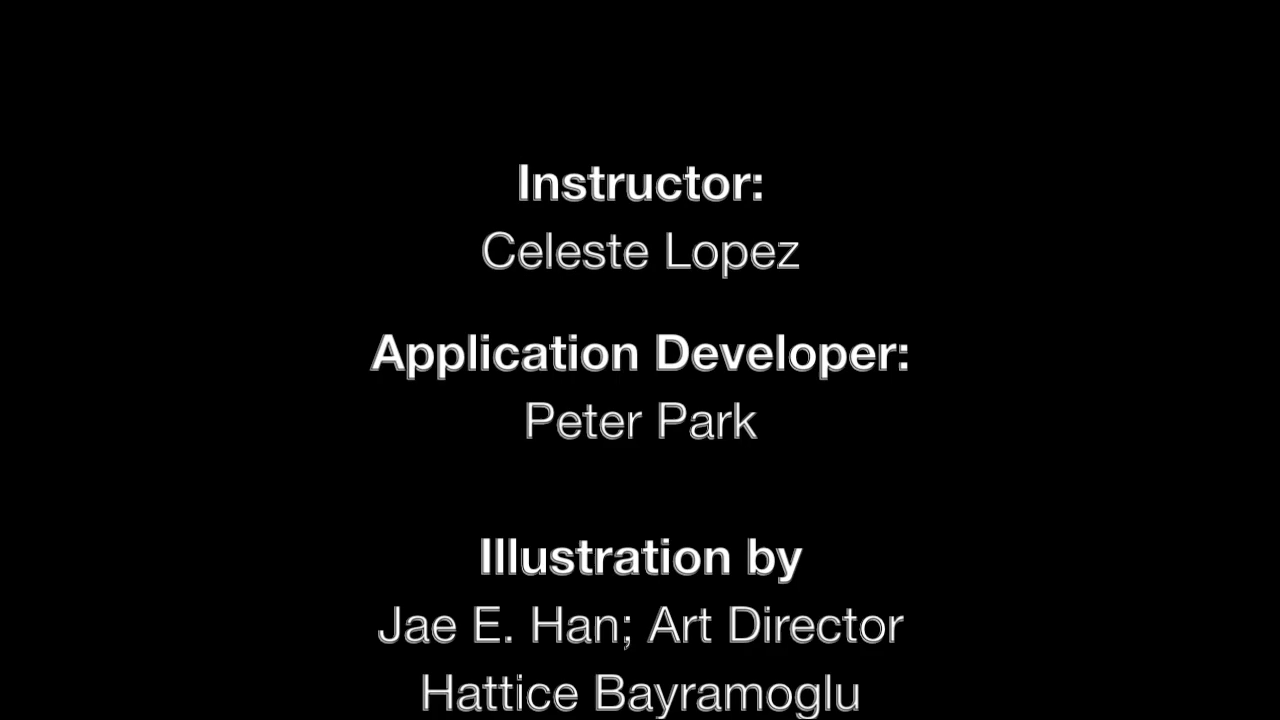 Instructor:
Celeste Lopez
Application Developer:
Peter Park
Illustration by
Jae E. Han; Art Director
Hattice Bayramoglu